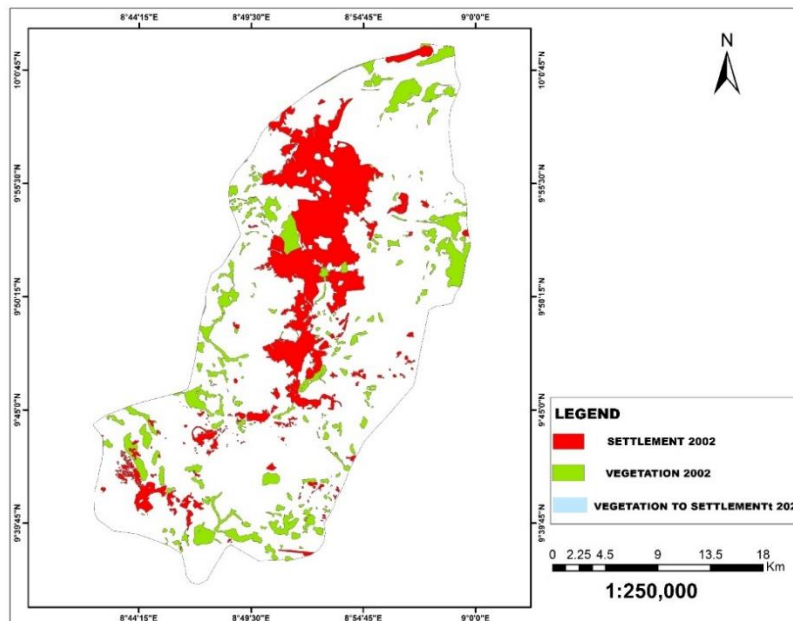 8°44'15"E 8°49'30"E 8°54'45"E 9°0'0"E
N
10°0'45"N 10°0'45"N
9°55'30"N 9°55'30"N
9°50'15"N 9°50'15"N
9°45'0"N 9°45'0"N
9°39'45"N 9°39'45"N
8°44'15"E 8°49'30"E 8°54'45"E 9°0'0"E
LEGEND
SETTLEMENT 2002
VEGETATION 2002
VEGETATION TO SETTLEMENTt 202
0 2.25 4.5 9 13.5 18
Km
1:250,000